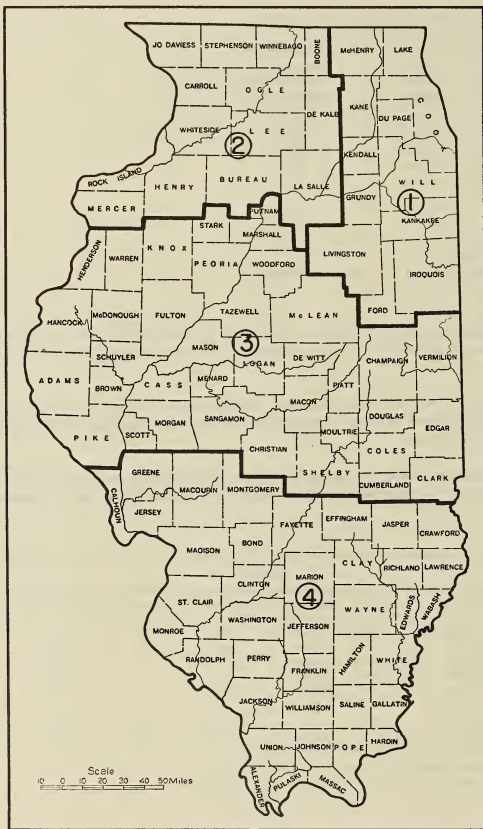 JO DAVIESS STEPHENSON WINNEBAGO BOONE McHENRY LAKE
CARROLL OGLE KANE COOK
DE KALB DU PAGE
WHITESIDE LEE
② KENDALL WILL
ROCK ISLAND ①
HENRY BUREAU LA SALLE GRUNDY
MERCER KANKAKEE
PUTNAM
STARK MARSHALL
HENDERSON WARREN KNOX LIVINGSTON
PEORIA WOODFORD IROQUOIS
FORD
HANCOCK McDONOUGH FULTON TAZEWELL McLEAN
MASON ③
SCHUYLER LOGAN DE WITT CHAMPAIGN VERMILION
ADAMS BROWN CASS MENARD PIATT
MACON
MORGAN SANGAMON DOUGLAS
PIKE SCOTT MOULTRIE EDGAR
CHRISTIAN COLES
SHELBY
CUMBERLAND CLARK
GREENE
CALHOUN MACOUPIN MONTGOMERY
JERSEY FAYETTE EFFINGHAM JASPER CRAWFORD
MADISON BOND
CLAY RICHLAND LAWRENCE
CLINTON MARION
ST. CLAIR ④ WAYNE EDWARDS WABASH
WASHINGTON JEFFERSON
MONROE
RANDOLPH PERRY HAMILTON WHITE
FRANKLIN
JACKSON WILLIAMSON SALINE GALLATIN
UNION JOHNSON POPE HARDIN
ALEXANDER PULASKI MASSAC
Scale
10 0 10 20 30 40 50 Miles